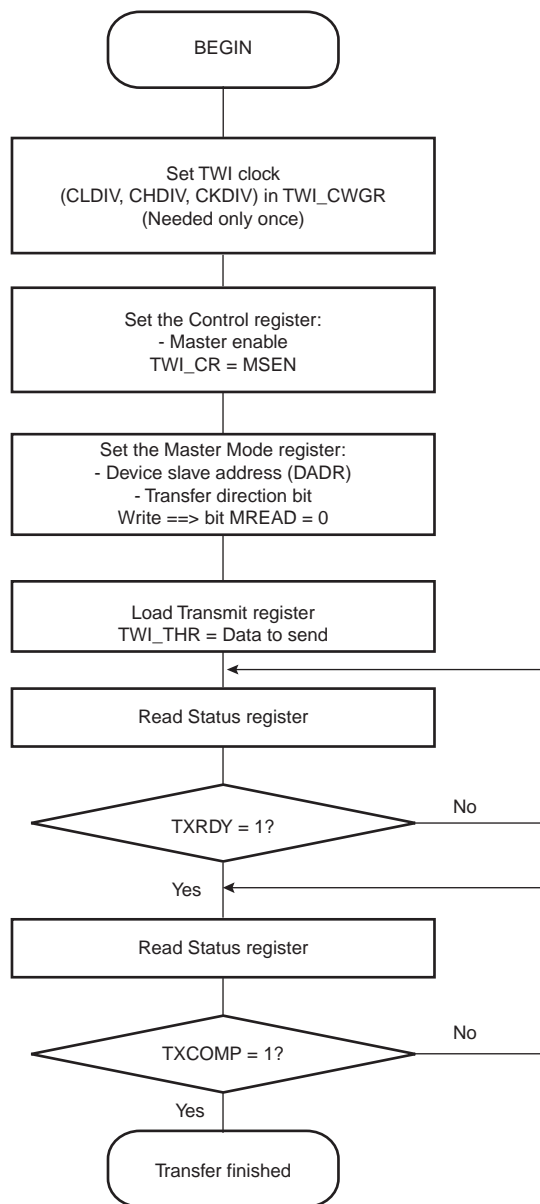 BEGIN
Set TWI clock
(CLDIV, CHDIV, CKDIV) in TWI_CWGR
(Needed only once)
Set the Control register:
- Master enable
TWI_CR = MSEN
Set the Master Mode register:
- Device slave address (DADR)
- Transfer direction bit
Write ==> bit MREAD = 0
Load Transmit register
TWI_THR = Data to send
Read Status register
TXRDY = 1?
No
Yes
Read Status register
TXCOMP = 1?
No
Yes
Transfer finished